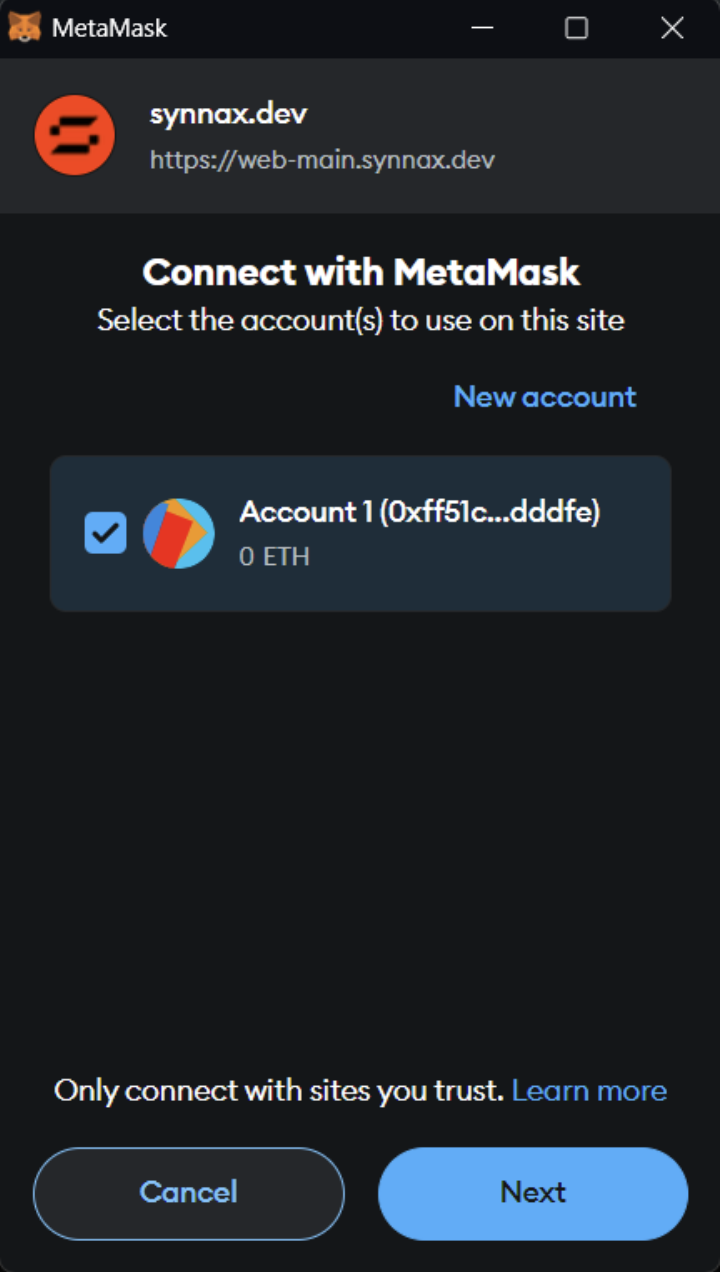 MetaMask
synnax.dev
https://web-main.synnax.dev
Connect with MetaMask
Select the account(s) to use on this site
New account
Account 1 (0xff51c...dddfe)
0 ETH
Only connect with sites you trust. Learn more
Cancel
Next